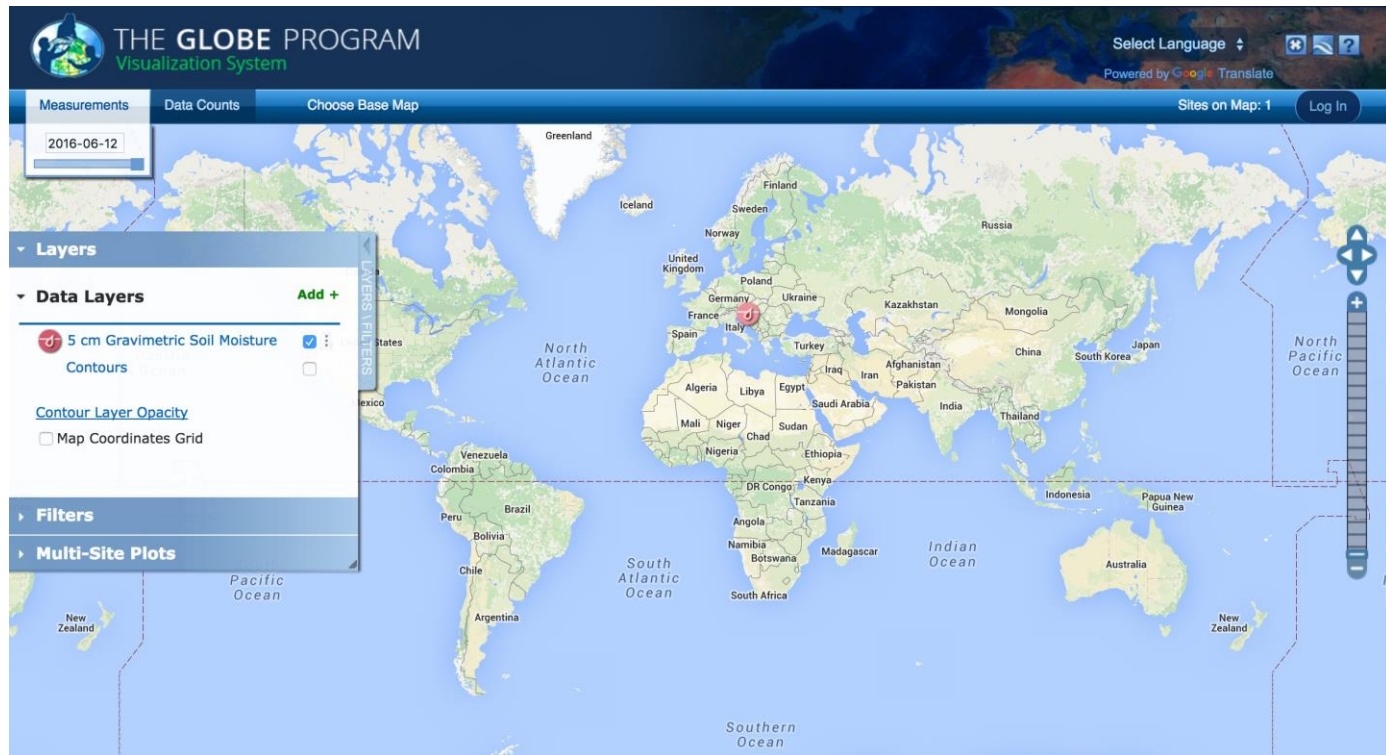 THE GLOBE PROGRAM
Visualization System
Select Language
Powered by Google Translate
Measurements
Data Counts
Choose Base Map
Sites on Map: 1
Log In
2016-06-12
Layers
Data Layers
Add +
5 cm Gravimetric Soil Moisture
Contours
Contour Layer Opacity
Map Coordinates Grid
Filters
Multi-Site Plots
LAYERS \ FILTERS
Greenland
Iceland
Finland
Sweden
Norway
Russia
United
Kingdom
Poland
Germany
Ukraine
France
Italy
Spain
Kazakhstan
Mongolia
Turkey
China
South Korea
Japan
States
North
Atlantic
Ocean
North
Pacific
Ocean
Iraq
Iran
Afghanistan
Pakistan
Algeria
Libya
Egypt
Saudi Arabia
India
Thailand
Mali
Niger
Chad
Sudan
Nigeria
Ethiopia
Venezuela
Colombia
DR Congo
Kenya
Tanzania
Indonesia
Papua New
Guinea
Peru
Brazil
Bolivia
Angola
Namibia
Botswana
Madagascar
Indian
Ocean
Australia
Chile
South
Atlantic
Ocean
South Africa
Pacific
Ocean
New
Zealand
Argentina
New
Zealand
Southern
Ocean